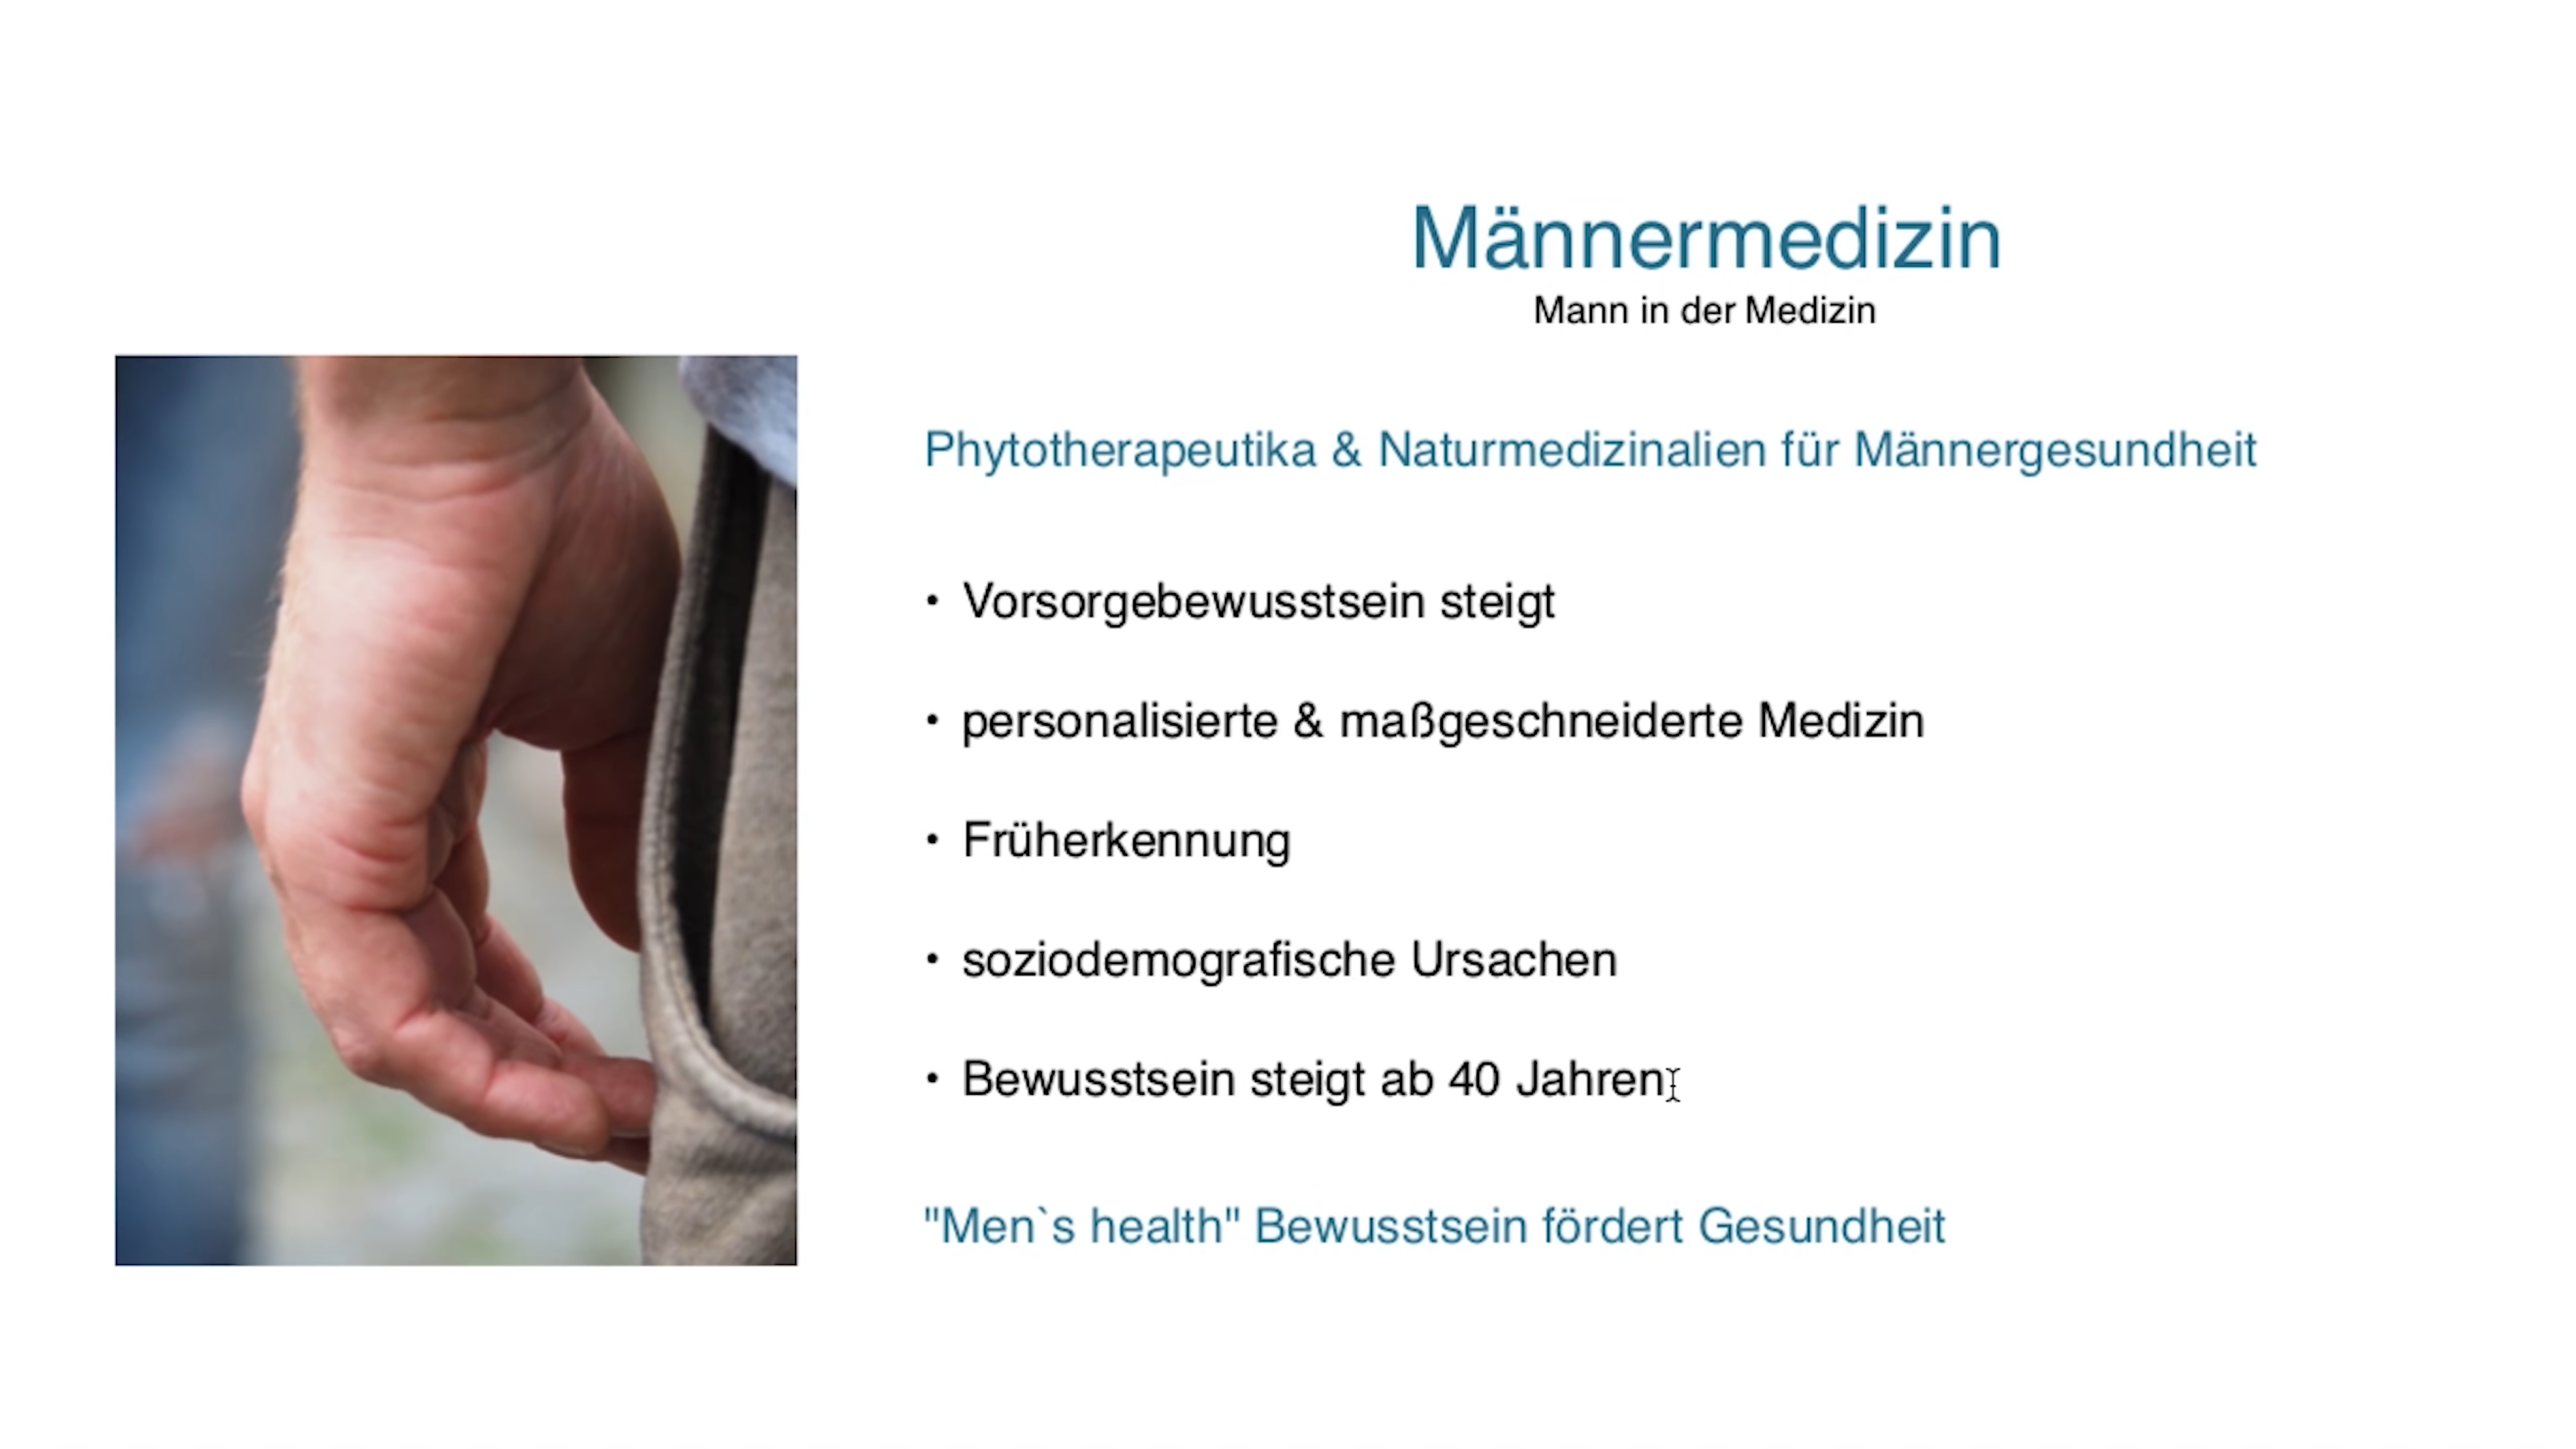 Männermedizin
Mann in der Medizin
Phytotherapeutika & Naturmedizinalien für Männergesundheit
• Vorsorgebewusstsein steigt
• personalisierte & maßgeschneiderte Medizin
• Früherkennung
• soziodemografische Ursachen
• Bewusstsein steigt ab 40 Jahren
"Men`s health" Bewusstsein fördert Gesundheit